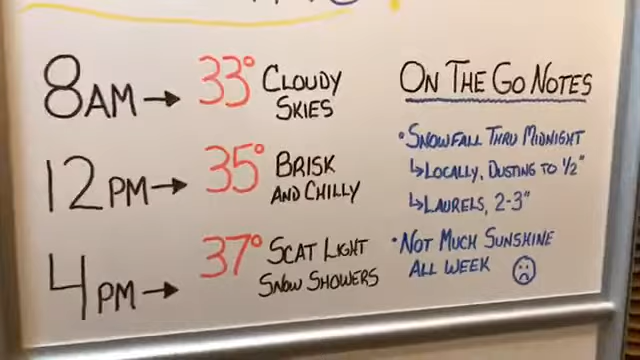 8AM → 33° CLOUDY SKIES
12PM → 35° BRISK AND CHILLY
4PM → 37° SCAT LIGHT SNOW SHOWERS
ON THE GO NOTES
• SNOWFALL THRU MIDNIGHT
↳ LOCALLY, DUSTING TO 1/2"
↳ LAURELS, 2-3"
• NOT MUCH SUNSHINE
ALL WEEK ☹